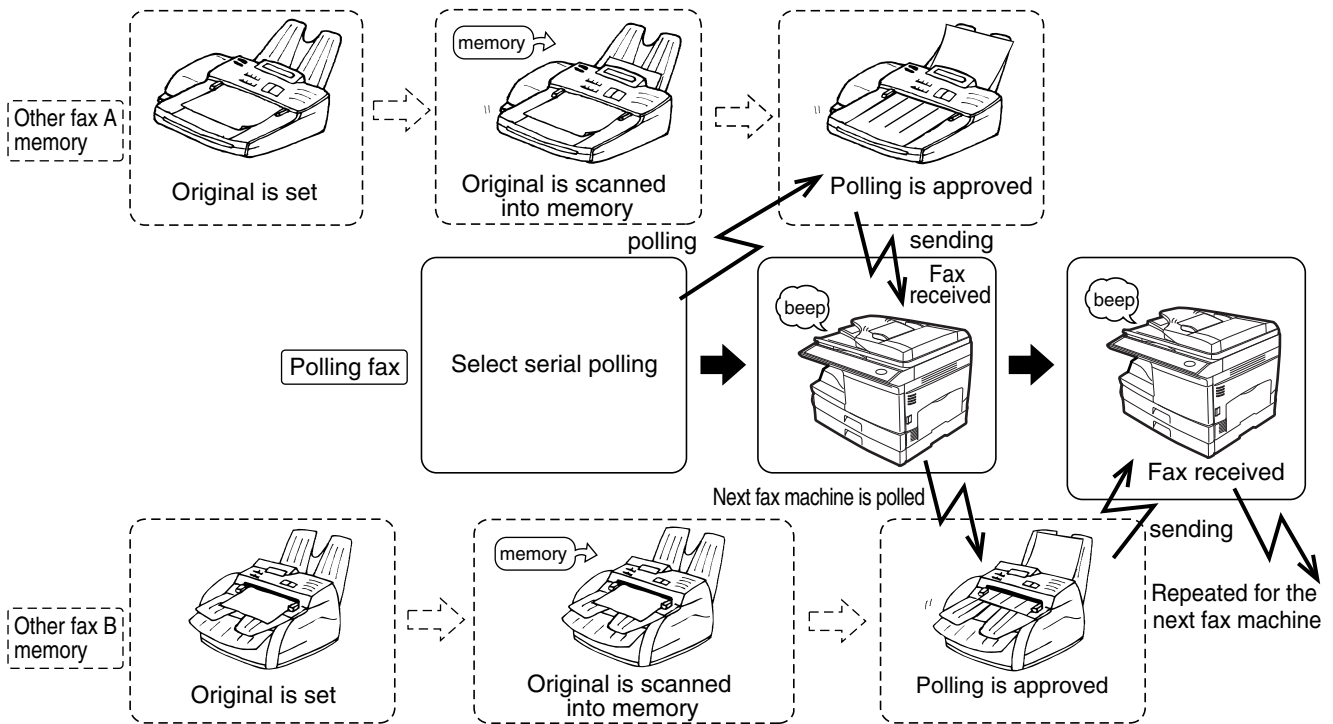 memory
Other fax A
memory
Original is set
Original is scanned
into memory
Polling is approved
polling
sending
Fax
received
beep
beep
Polling fax
Select serial polling
Fax received
Next fax machine is polled
sending
memory
Repeated for the
next fax machine
Other fax B
memory
Original is set
Original is scanned
into memory
Polling is approved